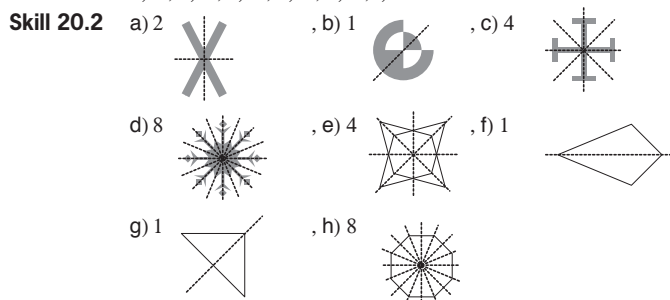 Skill 20.2 a) 2 , b) 1 , c) 4
d) 8 , e) 4 , f) 1
g) 1 , h) 8